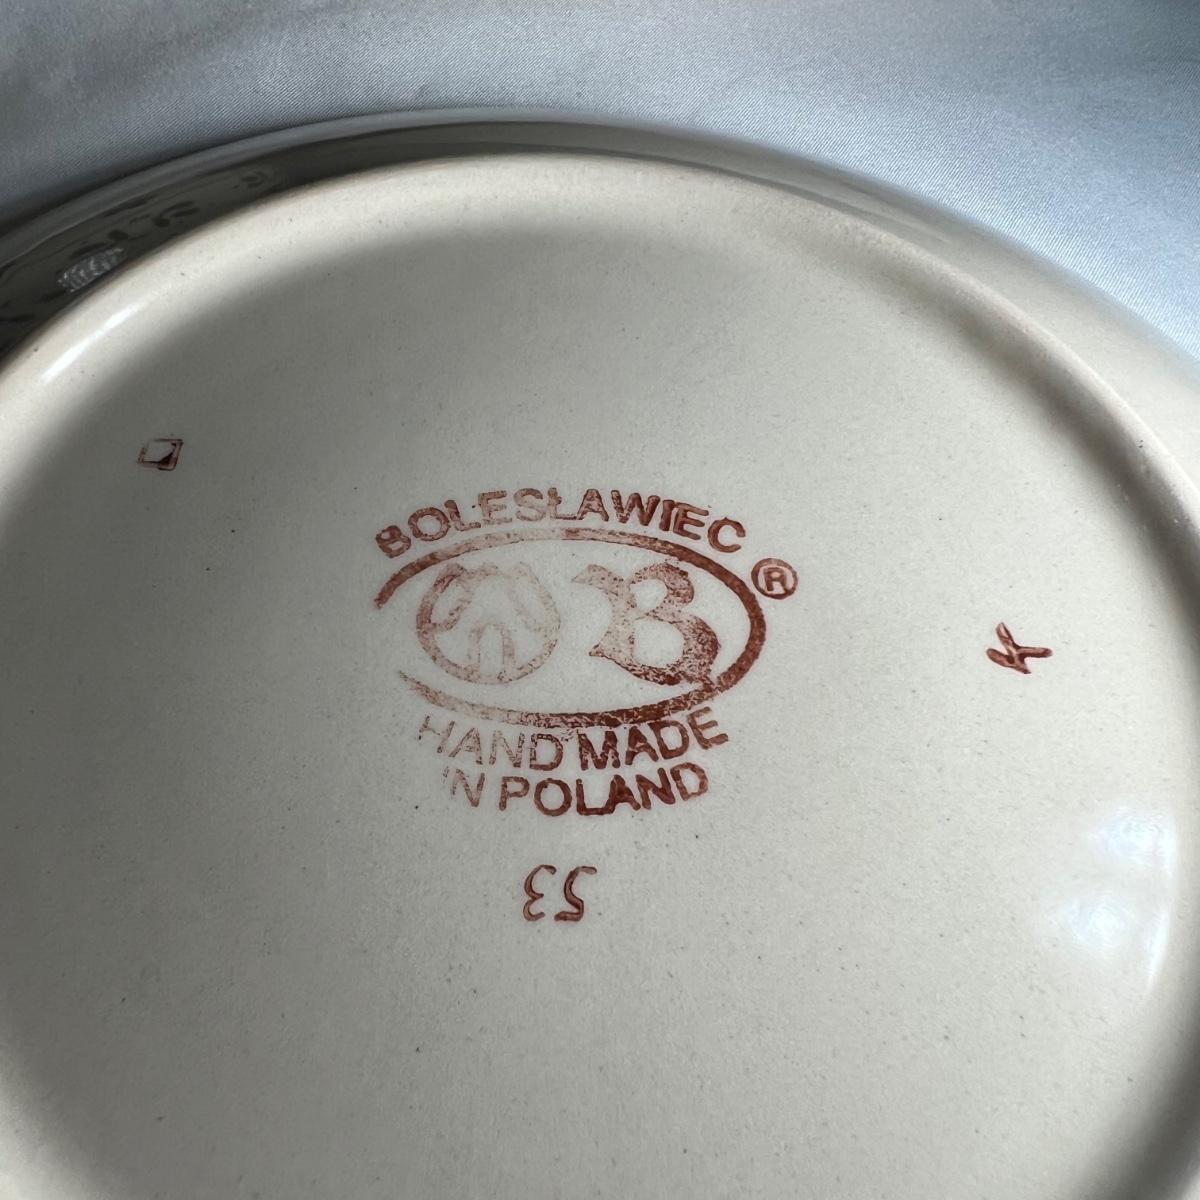 BOLESŁAWIEC
B ®
HAND MADE
IN POLAND
K
53